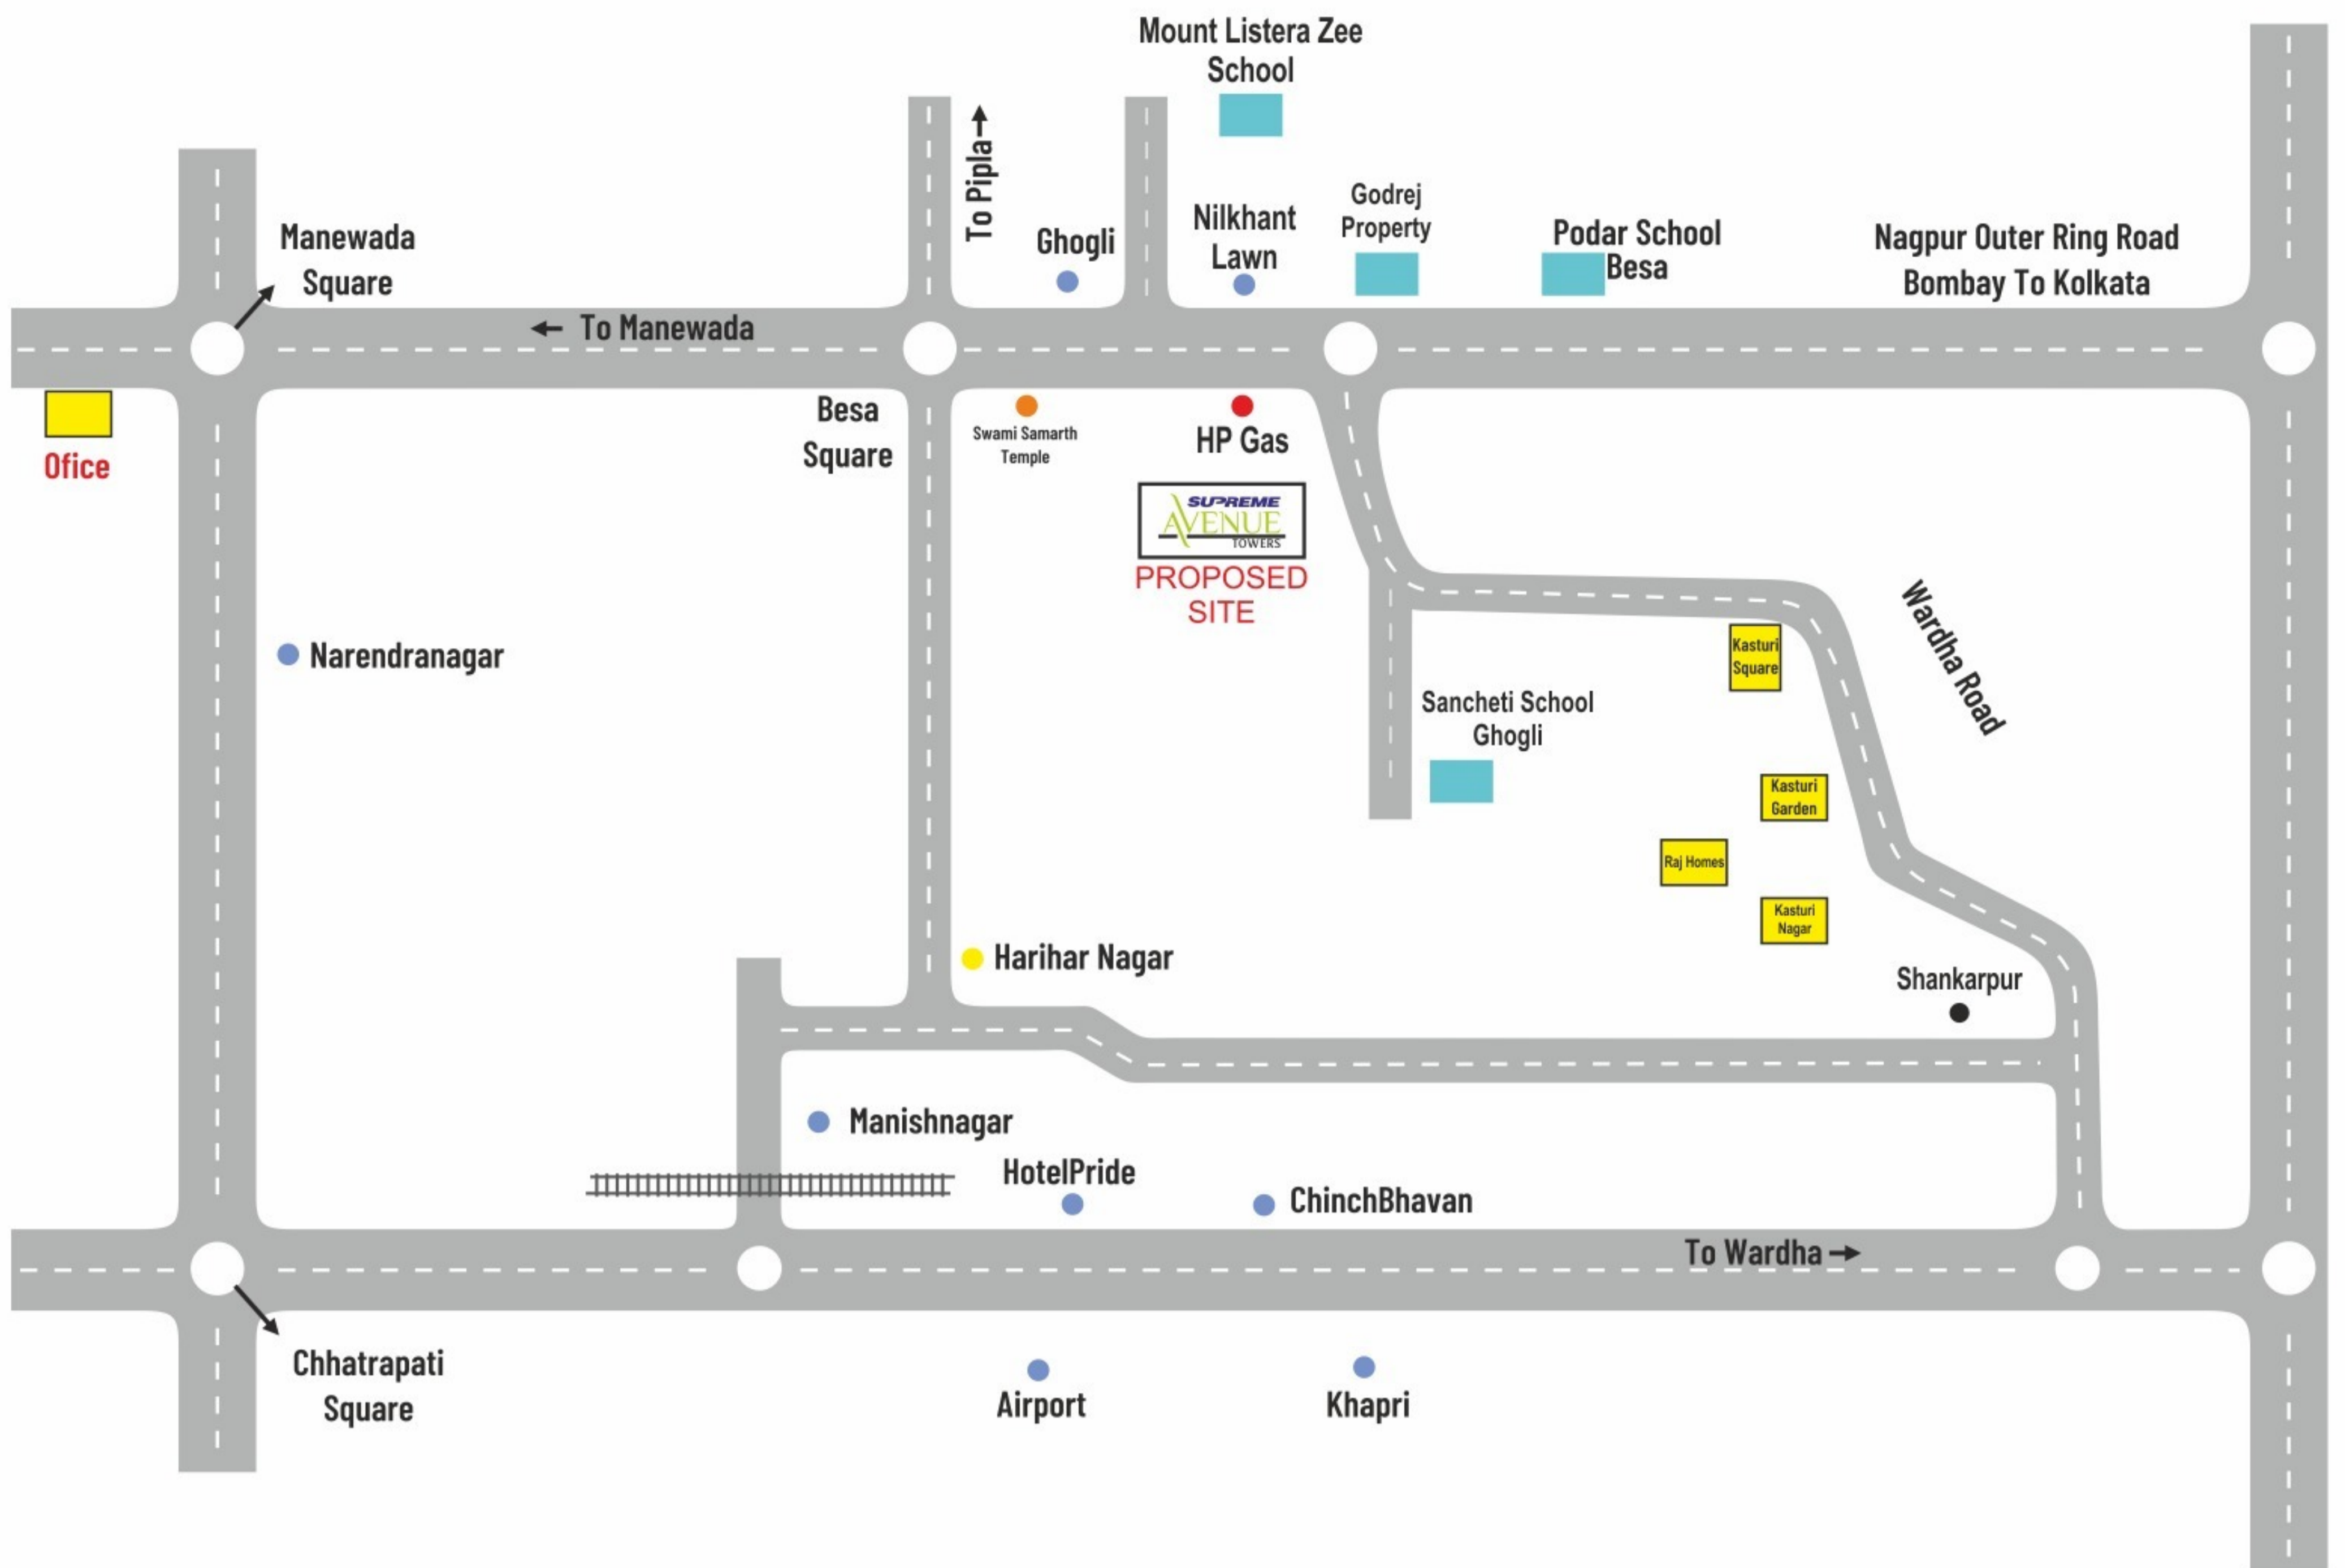 Mount Listera Zee
School
To Pipla
Manewada
Square
Ghogli
Nilkhant
Lawn
Godrej
Property
Podar School
Besa
Nagpur Outer Ring Road
Bombay To Kolkata
To Manewada
Ofice
Besa
Square
Swami Samarth
Temple
HP Gas
SUPREME
AVENUE
TOWERS
PROPOSED
SITE
Narendranagar
Kasturi
Square
Wardha Road
Sancheti School
Ghogli
Kasturi
Garden
Raj Homes
Kasturi
Nagar
Harihar Nagar
Shankarpur
Manishnagar
HotelPride
ChinchBhavan
To Wardha
Chhatrapati
Square
Airport
Khapri